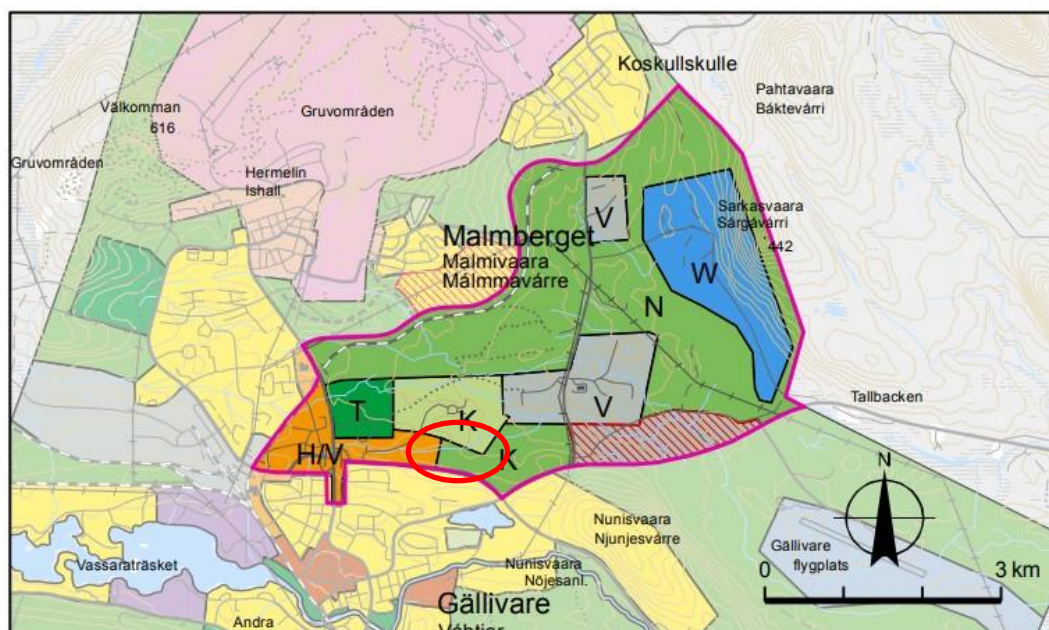 Koskullskulle
Pahtavaara
Báktevárri
Välkomman
616
Gruvområden
Gruvområden
Hermelin
Ishall.
V
Sarkasvaara
Sárgávárri
442
Malmberget
Malmivaara
Málmmavárre
W
N
Tallbacken
T
K
V
H/V
K
N
Nunisvaara
Njunjesvárre
Gällivare
flygplats
Vassaraträsket
Nunisvaara
Nöjesanl.
0
3 km
Gällivare
Andra